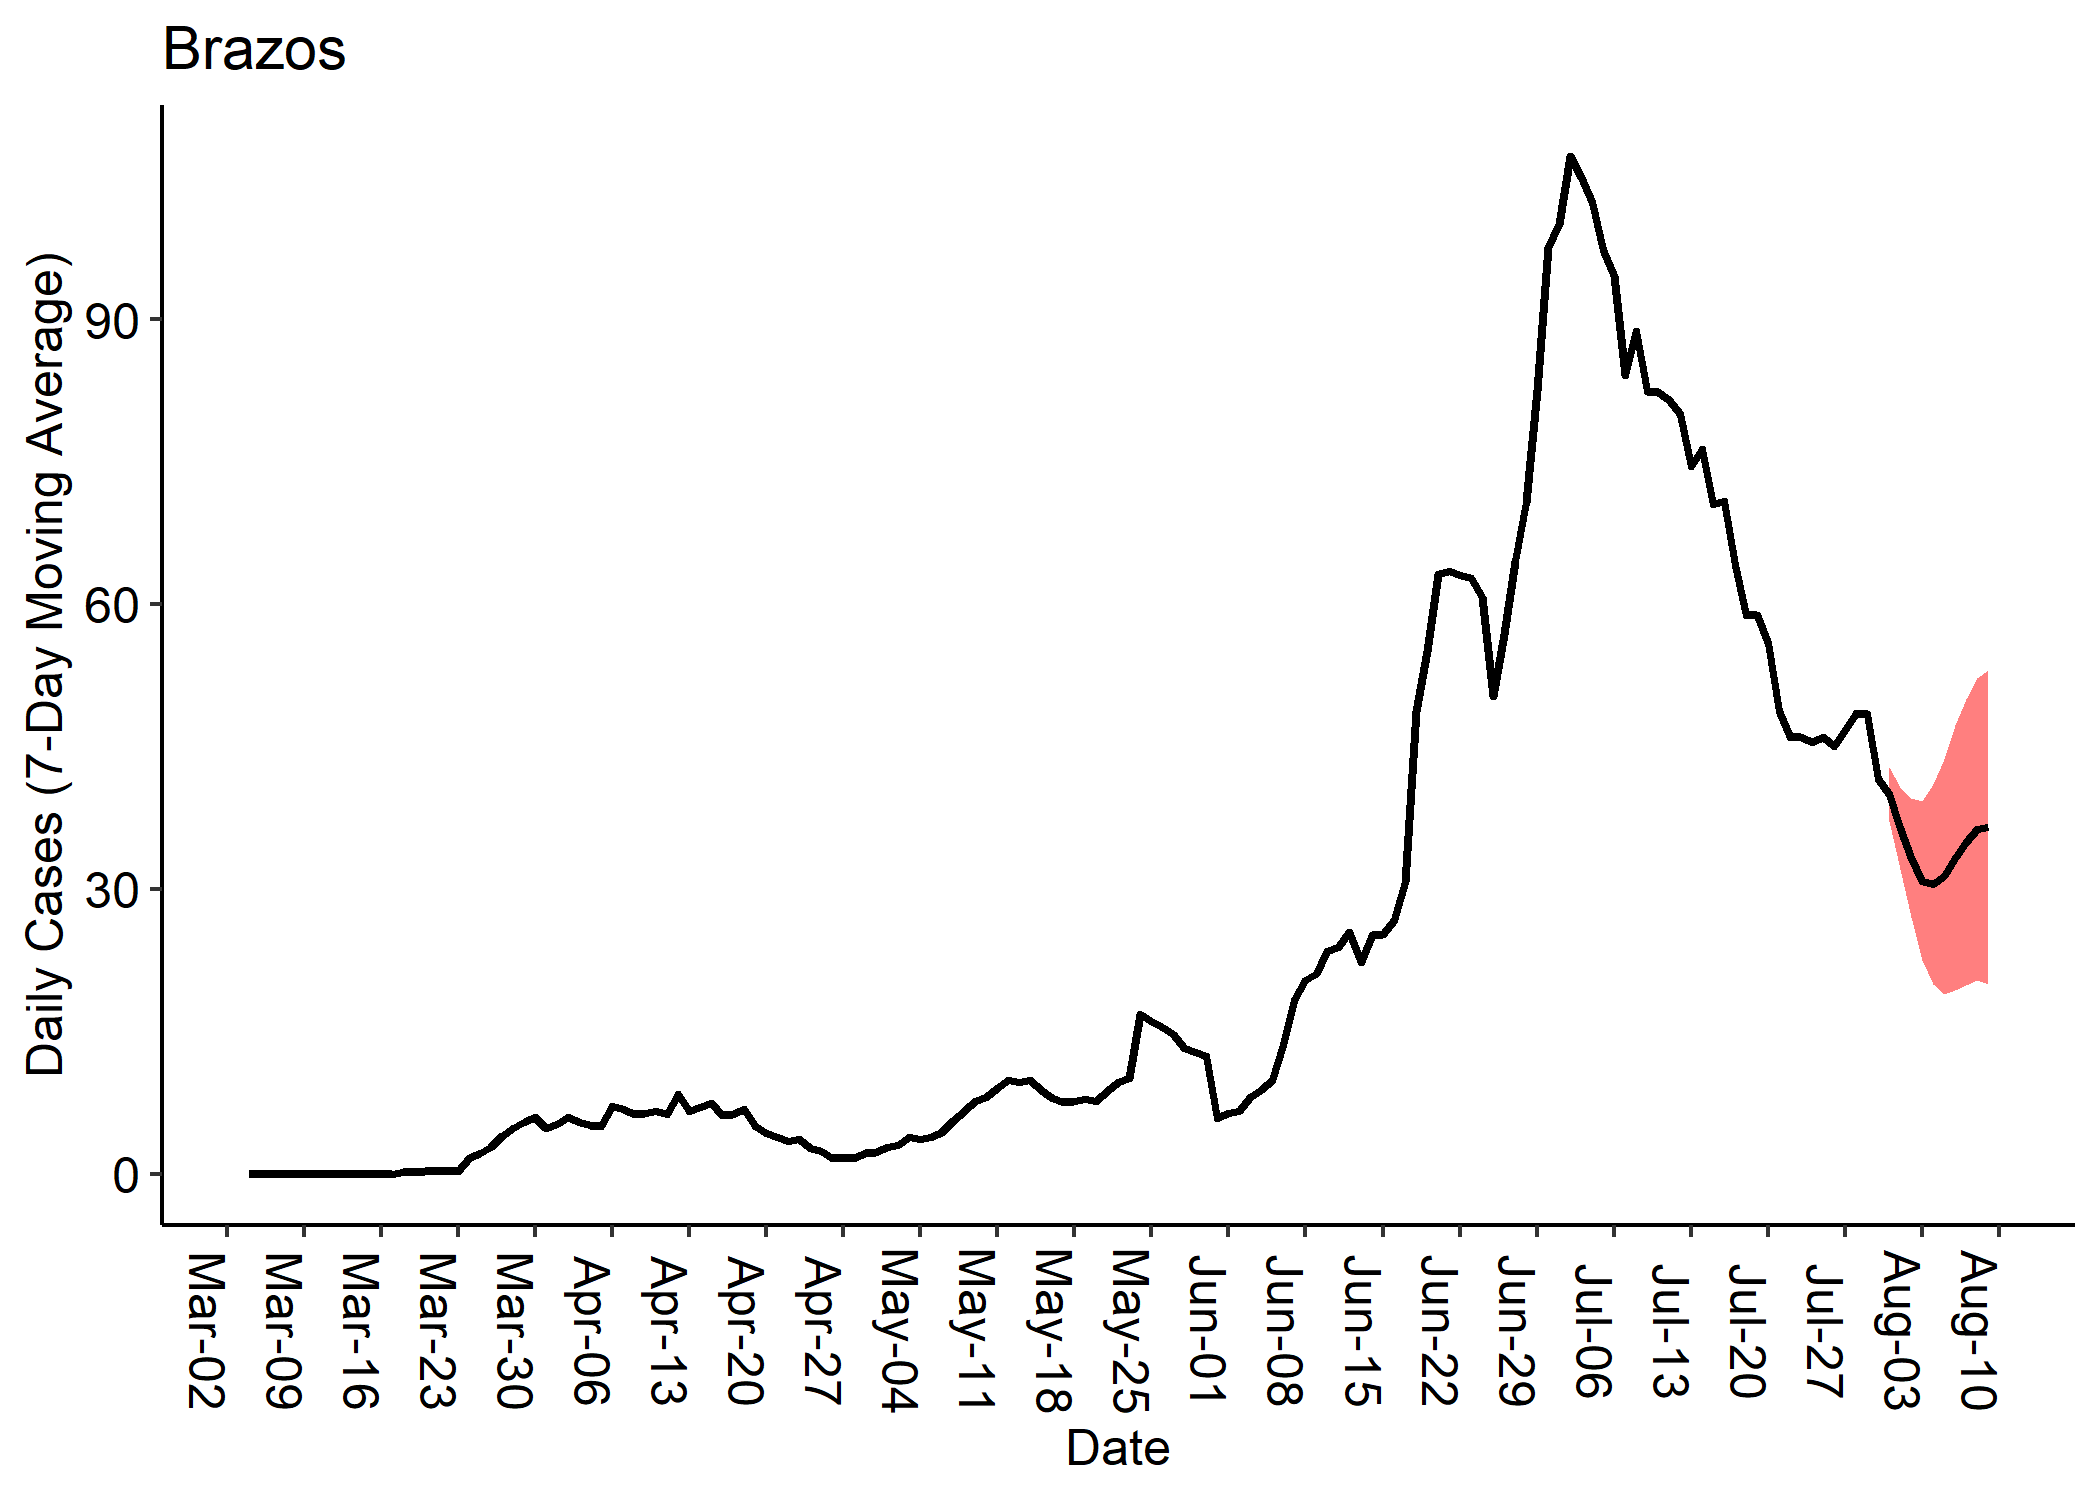 Brazos
Daily Cases (7-Day Moving Average)
90
60
30
0
Mar-02
Mar-09
Mar-16
Mar-23
Mar-30
Apr-06
Apr-13
Apr-20
Apr-27
May-04
May-11
May-18
May-25
Jun-01
Jun-08
Jun-15
Jun-22
Jun-29
Jul-06
Jul-13
Jul-20
Jul-27
Aug-03
Aug-10
Date